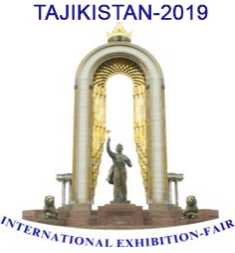 TAJIKISTAN-2019
INTERNATIONAL EXHIBITION-FAIR